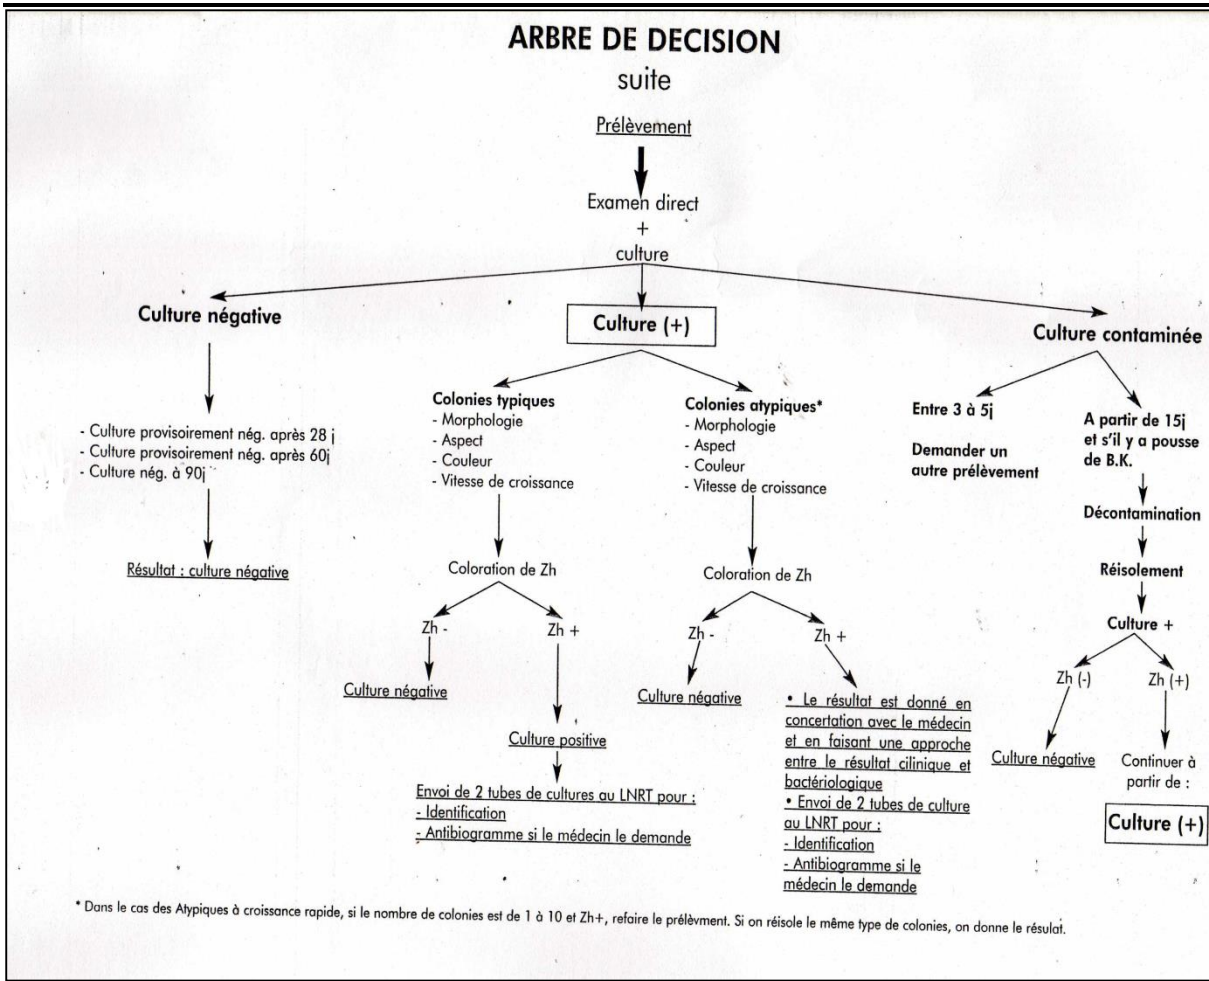 ARBRE DE DECISION
suite
Prélèvement
Examen direct
+
culture
Culture négative
- Culture provisoirement nég. après 28 j
- Culture provisoirement nég. après 60j
- Culture nég. à 90j
Résultat : culture négative
Culture (+)
Colonies typiques
- Morphologie
- Aspect
- Couleur
- Vitesse de croissance
Coloration de Zh
Zh -
Zh +
Culture négative
Culture positive
Envoi de 2 tubes de cultures au LNRT pour :
- Identification
- Antibiogramme si le médecin le demande
Colonies atypiques*
- Morphologie
- Aspect
- Couleur
- Vitesse de croissance
Coloration de Zh
Zh -
Zh +
Culture négative
• Le résultat est donné en
concertation avec le médecin
et en faisant une approche
entre le résultat cilinique et
bactériologique
• Envoi de 2 tubes de culture
au LNRT pour :
- Identification
- Antibiogramme si le
médecin le demande
Culture contaminée
Entre 3 à 5j
Demander un
autre prélèvement
A partir de 15j
et s'il y a pousse
de B.K.
Décontamination
Réisolement
Culture +
Zh (-)
Zh (+)
Culture négative
Continuer à
partir de :
Culture (+)
* Dans le cas des Atypiques à croissance rapide, si le nombre de colonies est de 1 à 10 et Zh+, refaire le prélèvment. Si on réisole le même type de colonies, on donne le résulat.